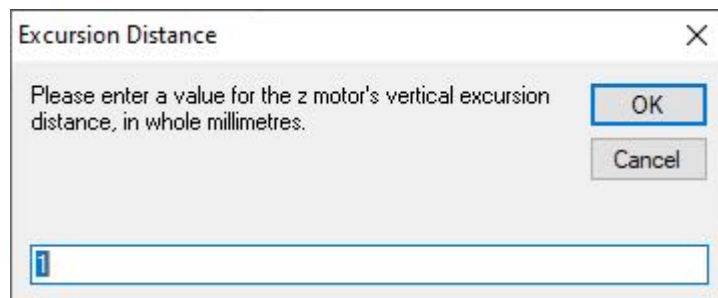 Excursion Distance
Please enter a value for the z motor's vertical excursion
distance, in whole millimetres.
OK
Cancel
1